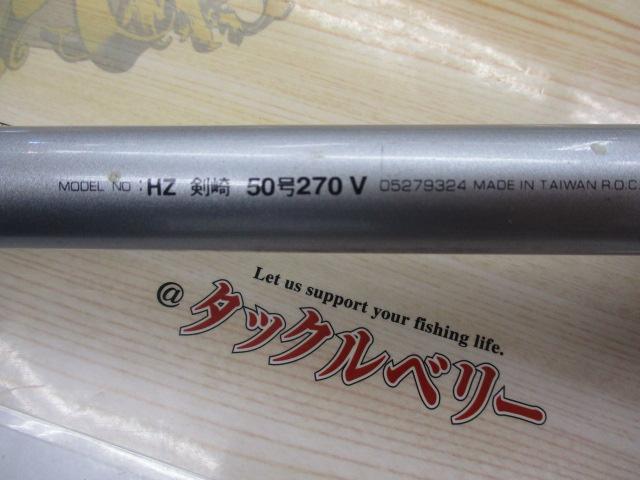 MODEL NO : HZ 剣崎 50号270 V 05279324 MADE IN TAIWAN R.O.C
Let us support your fishing life.
@ タックルベリー